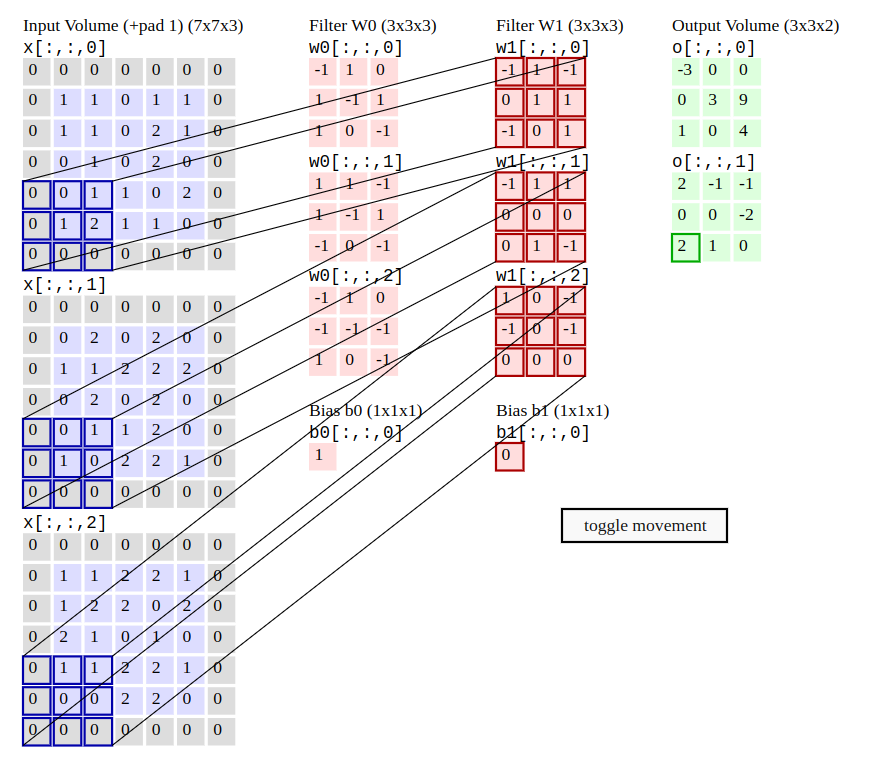 Input Volume (+pad 1) (7x7x3)
x[:,:,0]
0 0 0 0 0 0 0
0 1 1 0 1 1 0
0 1 1 0 2 1 0
0 0 1 0 2 0 0
0 0 1 1 0 2 0
0 1 2 1 1 0 0
0 0 0 0 0 0 0
x[:,:,1]
0 0 0 0 0 0 0
0 0 2 0 2 0 0
0 1 1 2 2 2 0
0 0 2 0 2 0 0
0 0 1 1 2 0 0
0 1 0 2 2 1 0
0 0 0 0 0 0 0
x[:,:,2]
0 0 0 0 0 0 0
0 1 1 2 2 1 0
0 1 2 2 0 2 0
0 2 1 0 1 0 0
0 1 1 2 2 1 0
0 0 0 2 2 0 0
0 0 0 0 0 0 0
Filter W0 (3x3x3)
w0[:,:,0]
-1 1 0
1 -1 1
1 0 -1
w0[:,:,1]
1 1 -1
1 -1 1
-1 0 -1
w0[:,:,2]
-1 1 0
-1 -1 -1
1 0 -1
Bias b0 (1x1x1)
b0[:,:,0]
1
Filter W1 (3x3x3)
w1[:,:,0]
-1 1 -1
0 1 1
-1 0 1
w1[:,:,1]
-1 1 1
0 0 0
0 1 -1
w1[:,:,2]
1 0 -1
-1 0 -1
0 0 0
Bias b1 (1x1x1)
b1[:,:,0]
0
Output Volume (3x3x2)
o[:,:,0]
-3 0 0
0 3 9
1 0 4
o[:,:,1]
2 -1 -1
0 0 -2
2 1 0
toggle movement